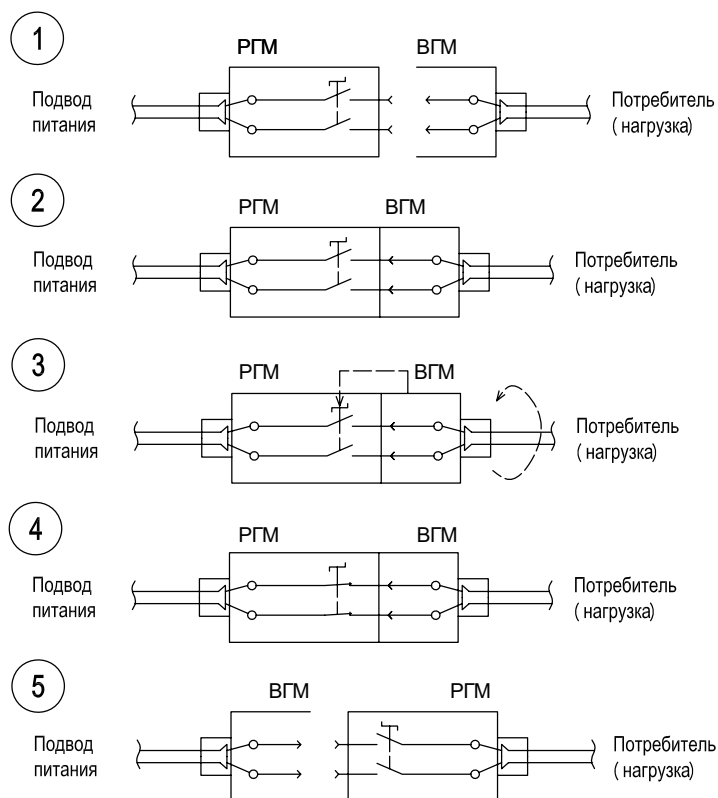 1
РГМ ВГМ
Подвод
питания
Потребитель
( нагрузка)
2
РГМ ВГМ
Подвод
питания
Потребитель
( нагрузка)
3
РГМ ВГМ
Подвод
питания
Потребитель
( нагрузка)
4
РГМ ВГМ
Подвод
питания
Потребитель
( нагрузка)
5
ВГМ РГМ
Подвод
питания
Потребитель
( нагрузка)